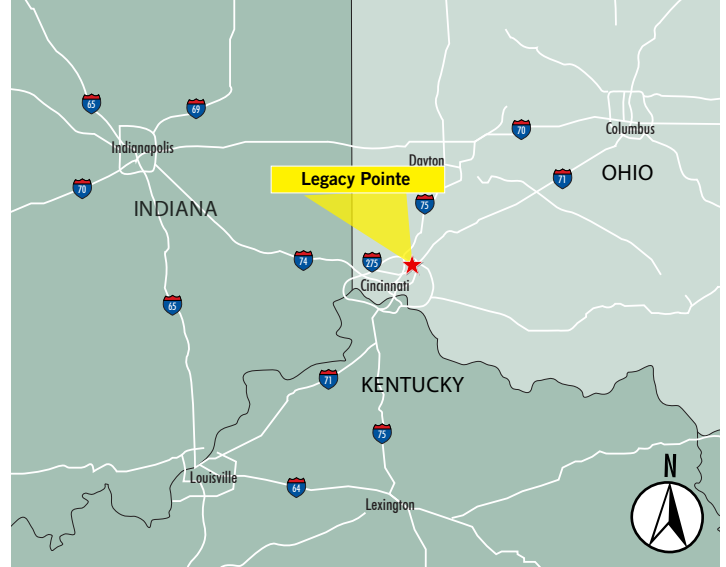 65
69
70
Columbus
Indianapolis
Dayton
OHIO
71
Legacy Pointe
70
75
INDIANA
74
275
Cincinnati
65
71
KENTUCKY
75
N
Louisville
64
Lexington